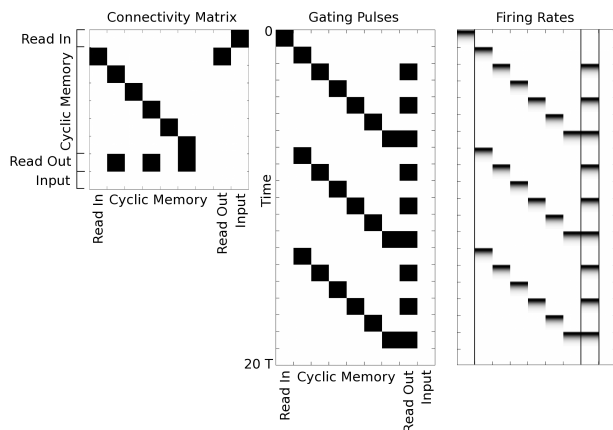 Connectivity Matrix
Gating Pulses
Firing Rates
Read In
Cyclic Memory
Read Out
Input
Read In
Cyclic Memory
Read Out
Input
0
Time
20 T
Read In
Cyclic Memory
Read Out
Input